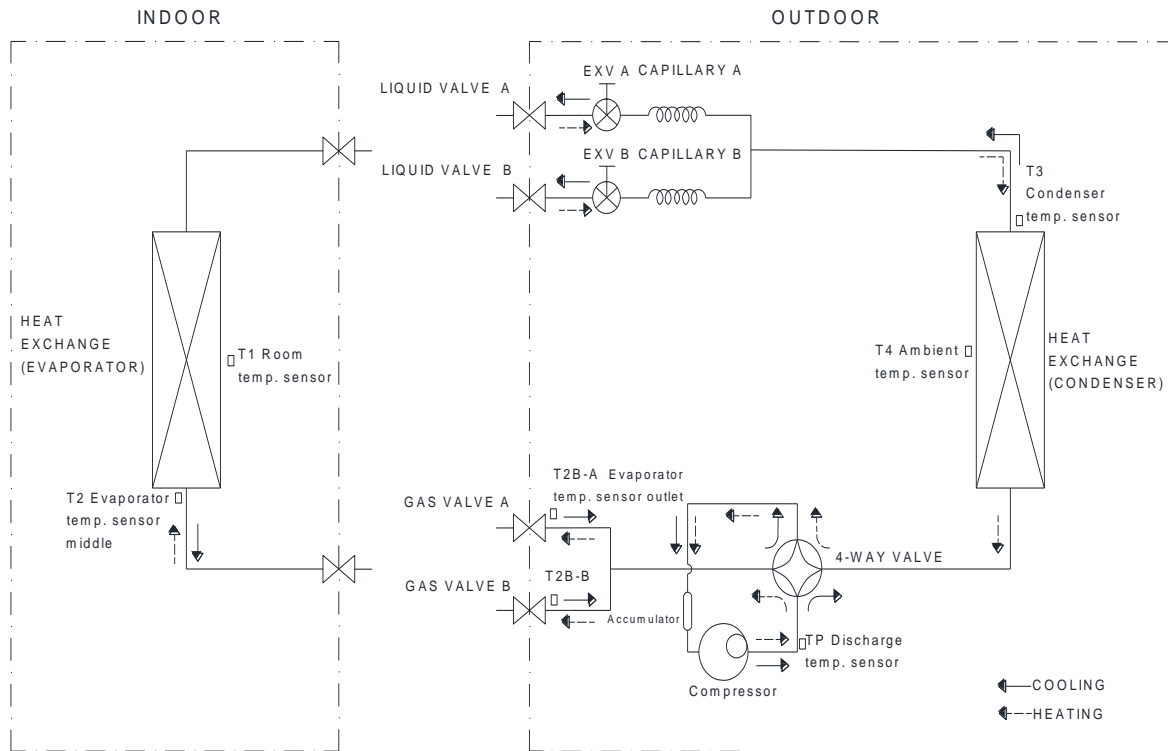 INDOOR
OUTDOOR
EXV A CAPILLARY A
LIQUID VALVE A
EXV B CAPILLARY B
LIQUID VALVE B
T3
Condenser
temp. sensor
HEAT
EXCHANGE
(EVAPORATOR)
T1 Room
temp. sensor
T4 Ambient
temp. sensor
HEAT
EXCHANGE
(CONDENSER)
T2 Evaporator
temp. sensor
middle
T2B-A Evaporator
temp. sensor outlet
GAS VALVE A
4-WAY VALVE
T2B-B
GAS VALVE B
Accumulator
TP Discharge
temp. sensor
Compressor
COOLING
HEATING